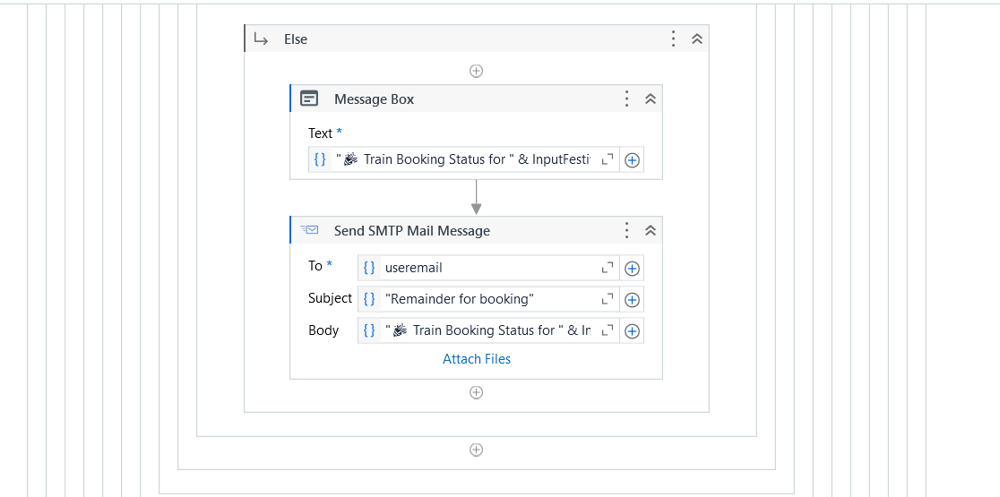 Else
Message Box
Text *
"🎉 Train Booking Status for " & InputFesti
Send SMTP Mail Message
To * useremail
Subject "Remainder for booking"
Body "🎉 Train Booking Status for " & In
Attach Files